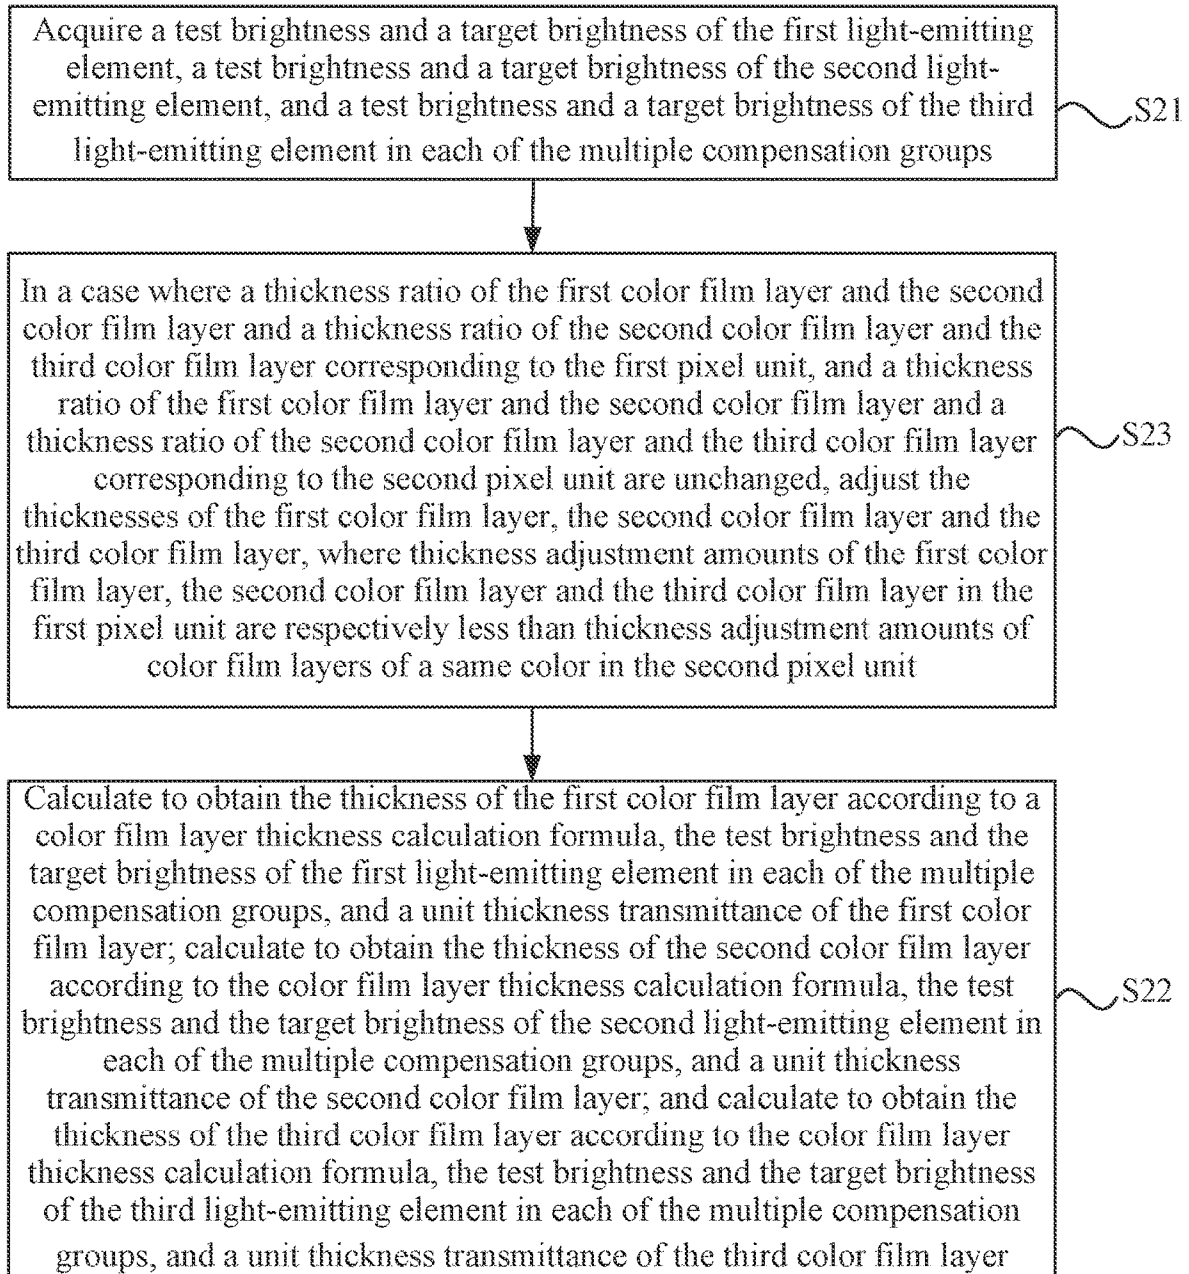 Acquire a test brightness and a target brightness of the first light-emitting
element, a test brightness and a target brightness of the second light-
emitting element, and a test brightness and a target brightness of the third
light-emitting element in each of the multiple compensation groups
S21
In a case where a thickness ratio of the first color film layer and the second
color film layer and a thickness ratio of the second color film layer and the
third color film layer corresponding to the first pixel unit, and a thickness
ratio of the first color film layer and the second color film layer and a
thickness ratio of the second color film layer and the third color film layer
corresponding to the second pixel unit are unchanged, adjust the
thicknesses of the first color film layer, the second color film layer and the
third color film layer, where thickness adjustment amounts of the first color
film layer, the second color film layer and the third color film layer in the
first pixel unit are respectively less than thickness adjustment amounts of
color film layers of a same color in the second pixel unit
S23
Calculate to obtain the thickness of the first color film layer according to a
color film layer thickness calculation formula, the test brightness and the
target brightness of the first light-emitting element in each of the multiple
compensation groups, and a unit thickness transmittance of the first color
film layer; calculate to obtain the thickness of the second color film layer
according to the color film layer thickness calculation formula, the test
brightness and the target brightness of the second light-emitting element in
each of the multiple compensation groups, and a unit thickness
transmittance of the second color film layer; and calculate to obtain the
thickness of the third color film layer according to the color film layer
thickness calculation formula, the test brightness and the target brightness
of the third light-emitting element in each of the multiple compensation
groups, and a unit thickness transmittance of the third color film layer
S22